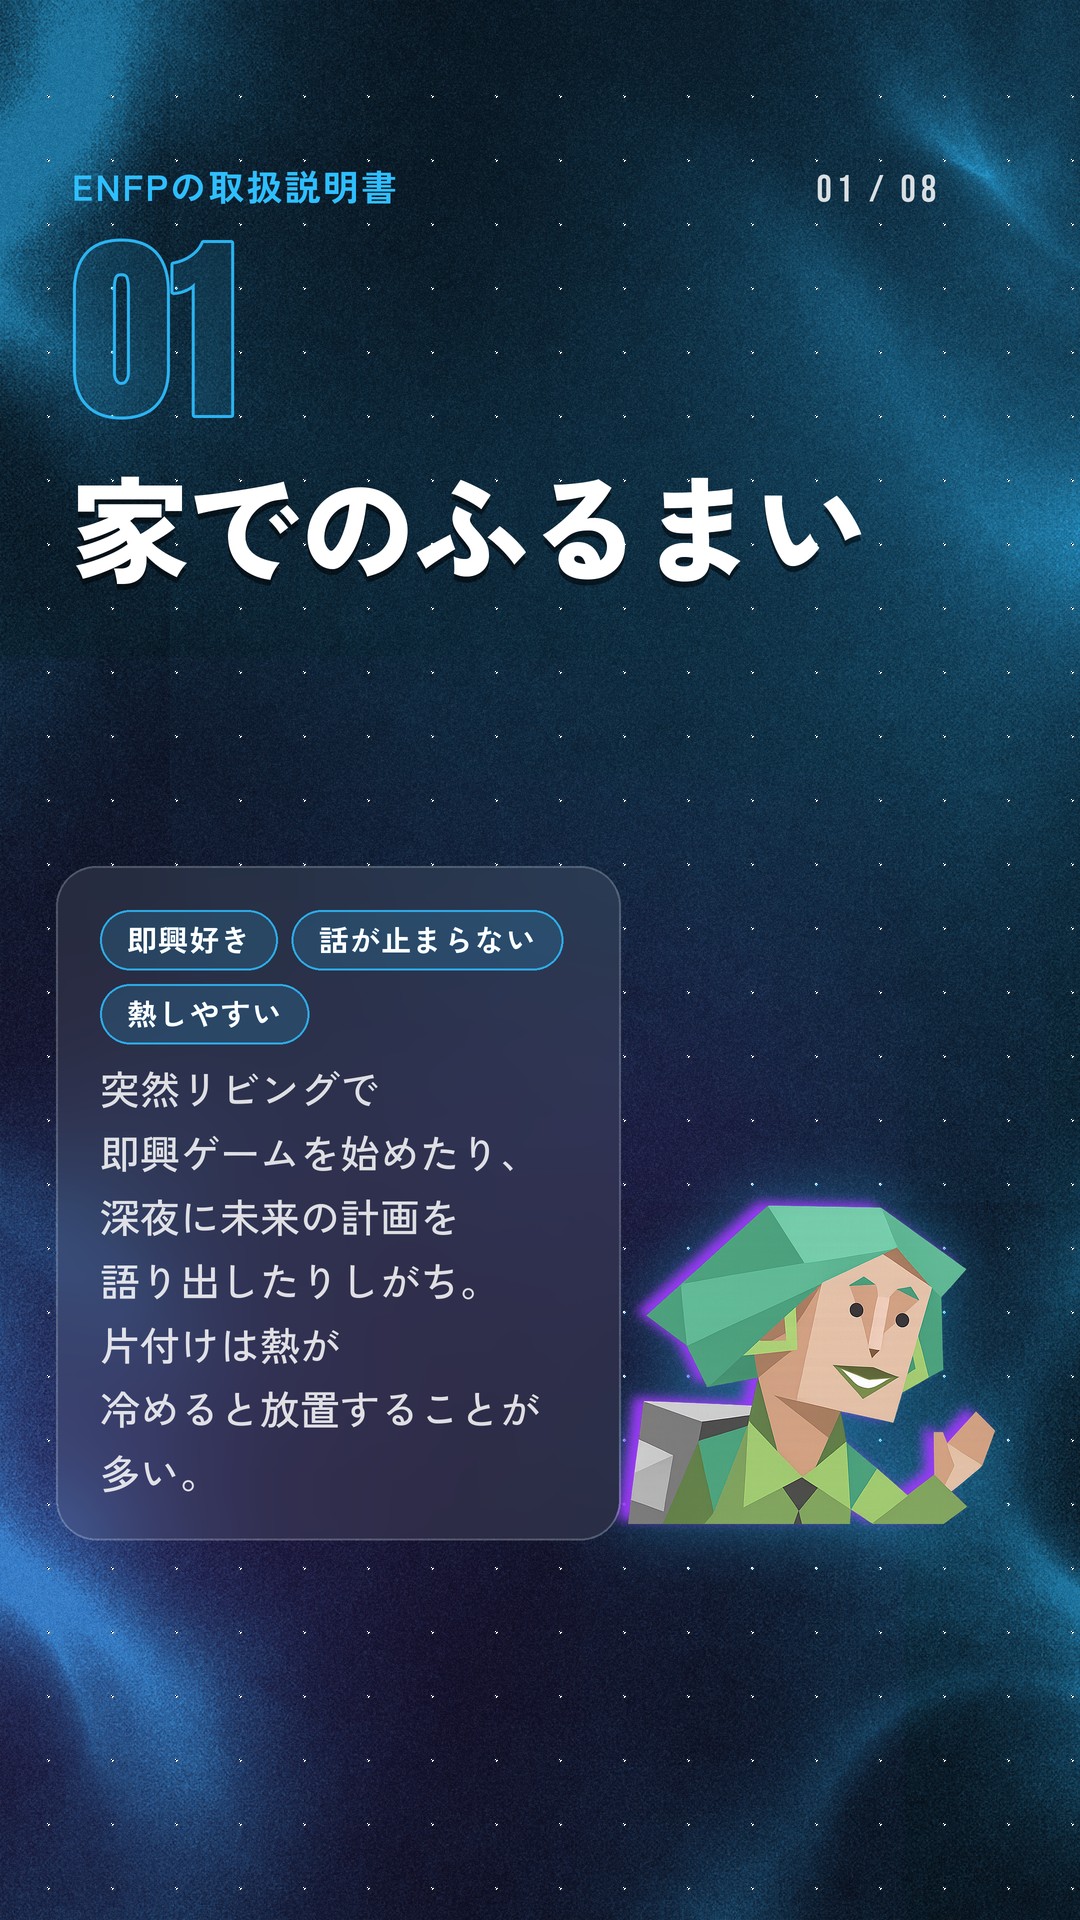 ENFPの取扱説明書
01 / 08
01
家でのふるまい
即興好き
話が止まらない
熱しやすい
突然リビングで
即興ゲームを始めたり、
深夜に未来の計画を
語り出したりしがち。
片付けは熱が
冷めると放置することが
多い。